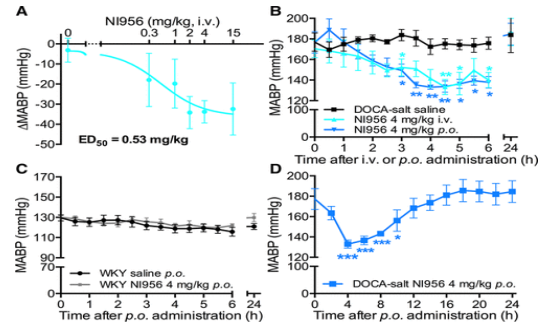 A
NI956 (mg/kg, i.v.)
0 0.3 1 2 4 15
0
-20
-40
-60
ΔMABP (mmHg)
ED50 = 0.53 mg/kg
B
200
180
160
140
120
100
0
MABP (mmHg)
DOCA-salt saline
NI956 4 mg/kg i.v.
NI956 4 mg/kg p.o.
0 1 2 3 4 5 6 24
Time after i.v. or p.o. administration (h)
C
170
150
130
110
90
70
0
MABP (mmHg)
WKY saline p.o.
WKY NI956 4 mg/kg p.o.
0 1 2 3 4 5 6 24
Time after p.o. administration (h)
D
200
180
160
140
120
100
0
MABP (mmHg)
* ** ** ** * * *
*** *** *** *
DOCA-salt NI956 4 mg/kg p.o.
0 4 8 12 16 20 24
Time after p.o. administration (h)